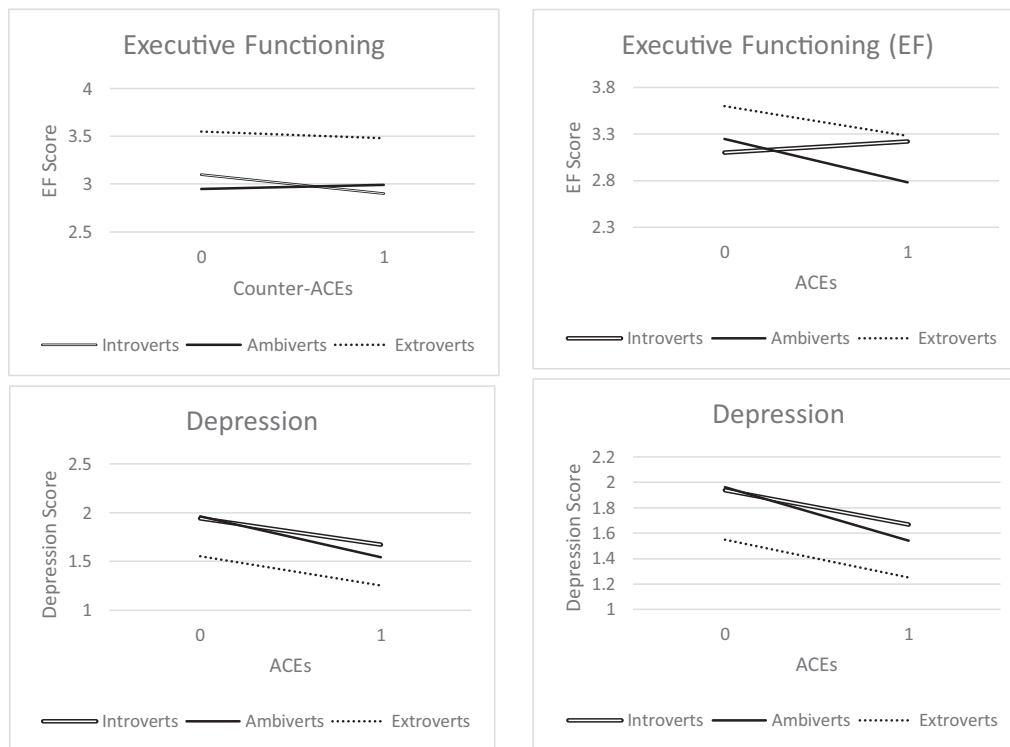 Executive Functioning
4
3.5
3
2.5
EF Score
0 1
Counter-ACEs
Introverts Ambiverts Extroverts
Executive Functioning (EF)
3.8
3.3
2.8
2.3
EF Score
0 1
ACEs
Introverts Ambiverts Extroverts
Depression
2.5
2
1.5
1
Depression Score
0 1
ACEs
Introverts Ambiverts Extroverts
Depression
2.2
2
1.8
1.6
1.4
1.2
1
Depression Score
0 1
ACEs
Introverts Ambiverts Extroverts